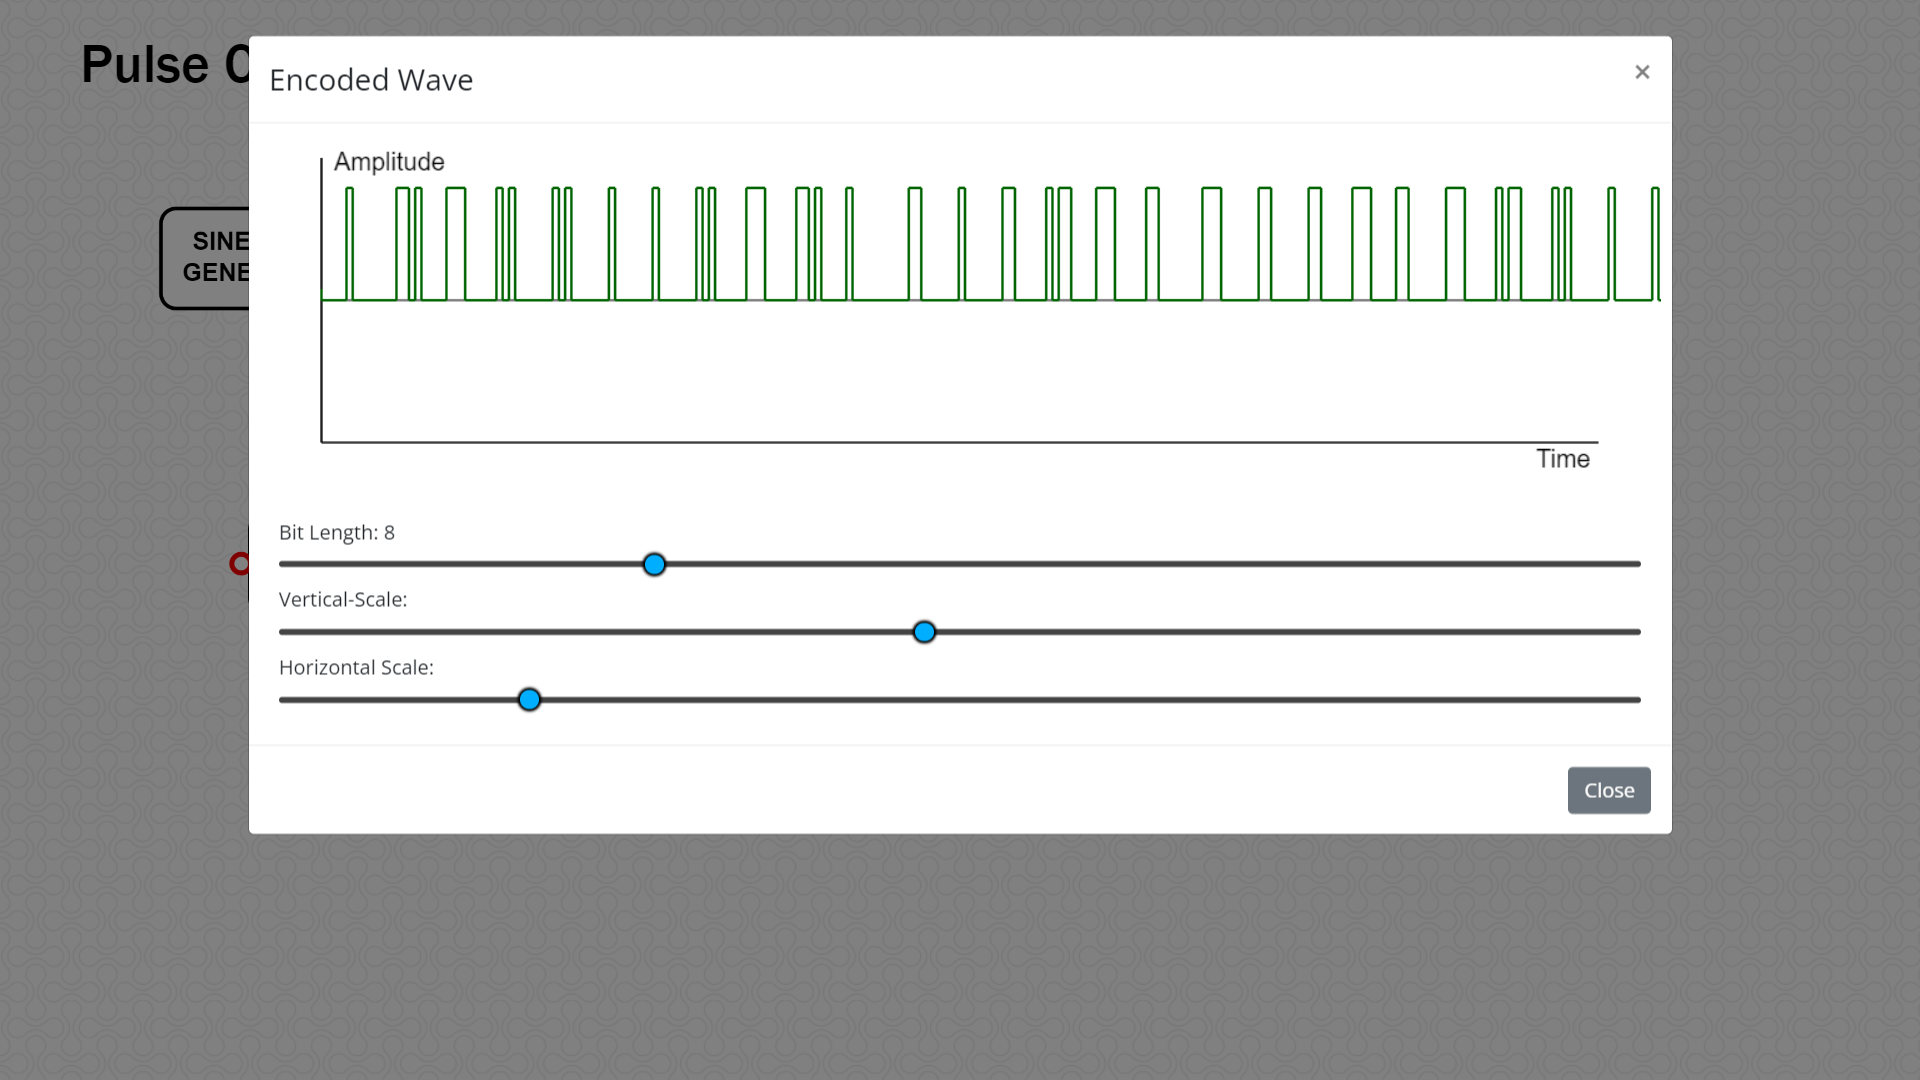 Pulse
Encoded Wave
×
SINE
GENE
Amplitude
Time
Bit Length: 8
Vertical-Scale:
Horizontal Scale:
Close